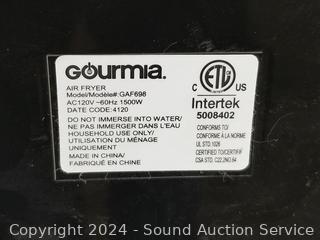 Gourmia.
AIR FRYER
Model/Modèle#:GAF698
AC120V ~60Hz 1500W
DATE CODE:4120
DO NOT IMMERSE INTO WATER/
NE PAS IMMERGER DANS L'EAU
HOUSEHOLD USE ONLY/
UTILISATION DU MÉNAGE
UNIQUEMENT
MADE IN CHINA/
FABRIQUÉ EN CHINE
C ETL US
LISTED
Intertek
5008402
CONFORMS TO/
CONFORME À LA NORME
UL STD.1026
CERTIFIED TO/CERTIFIÉ
CSA STD. C22.2NO.64
Copyright 2024 - Sound Auction Service